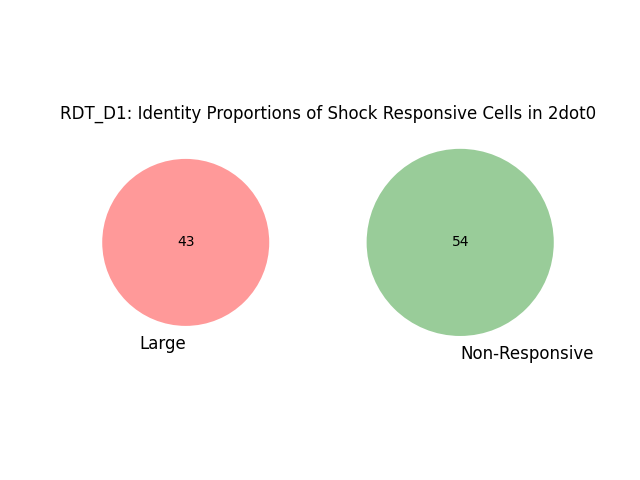 RDT_D1: Identity Proportions of Shock Responsive Cells in 2dot0
43
54
Large
Non-Responsive